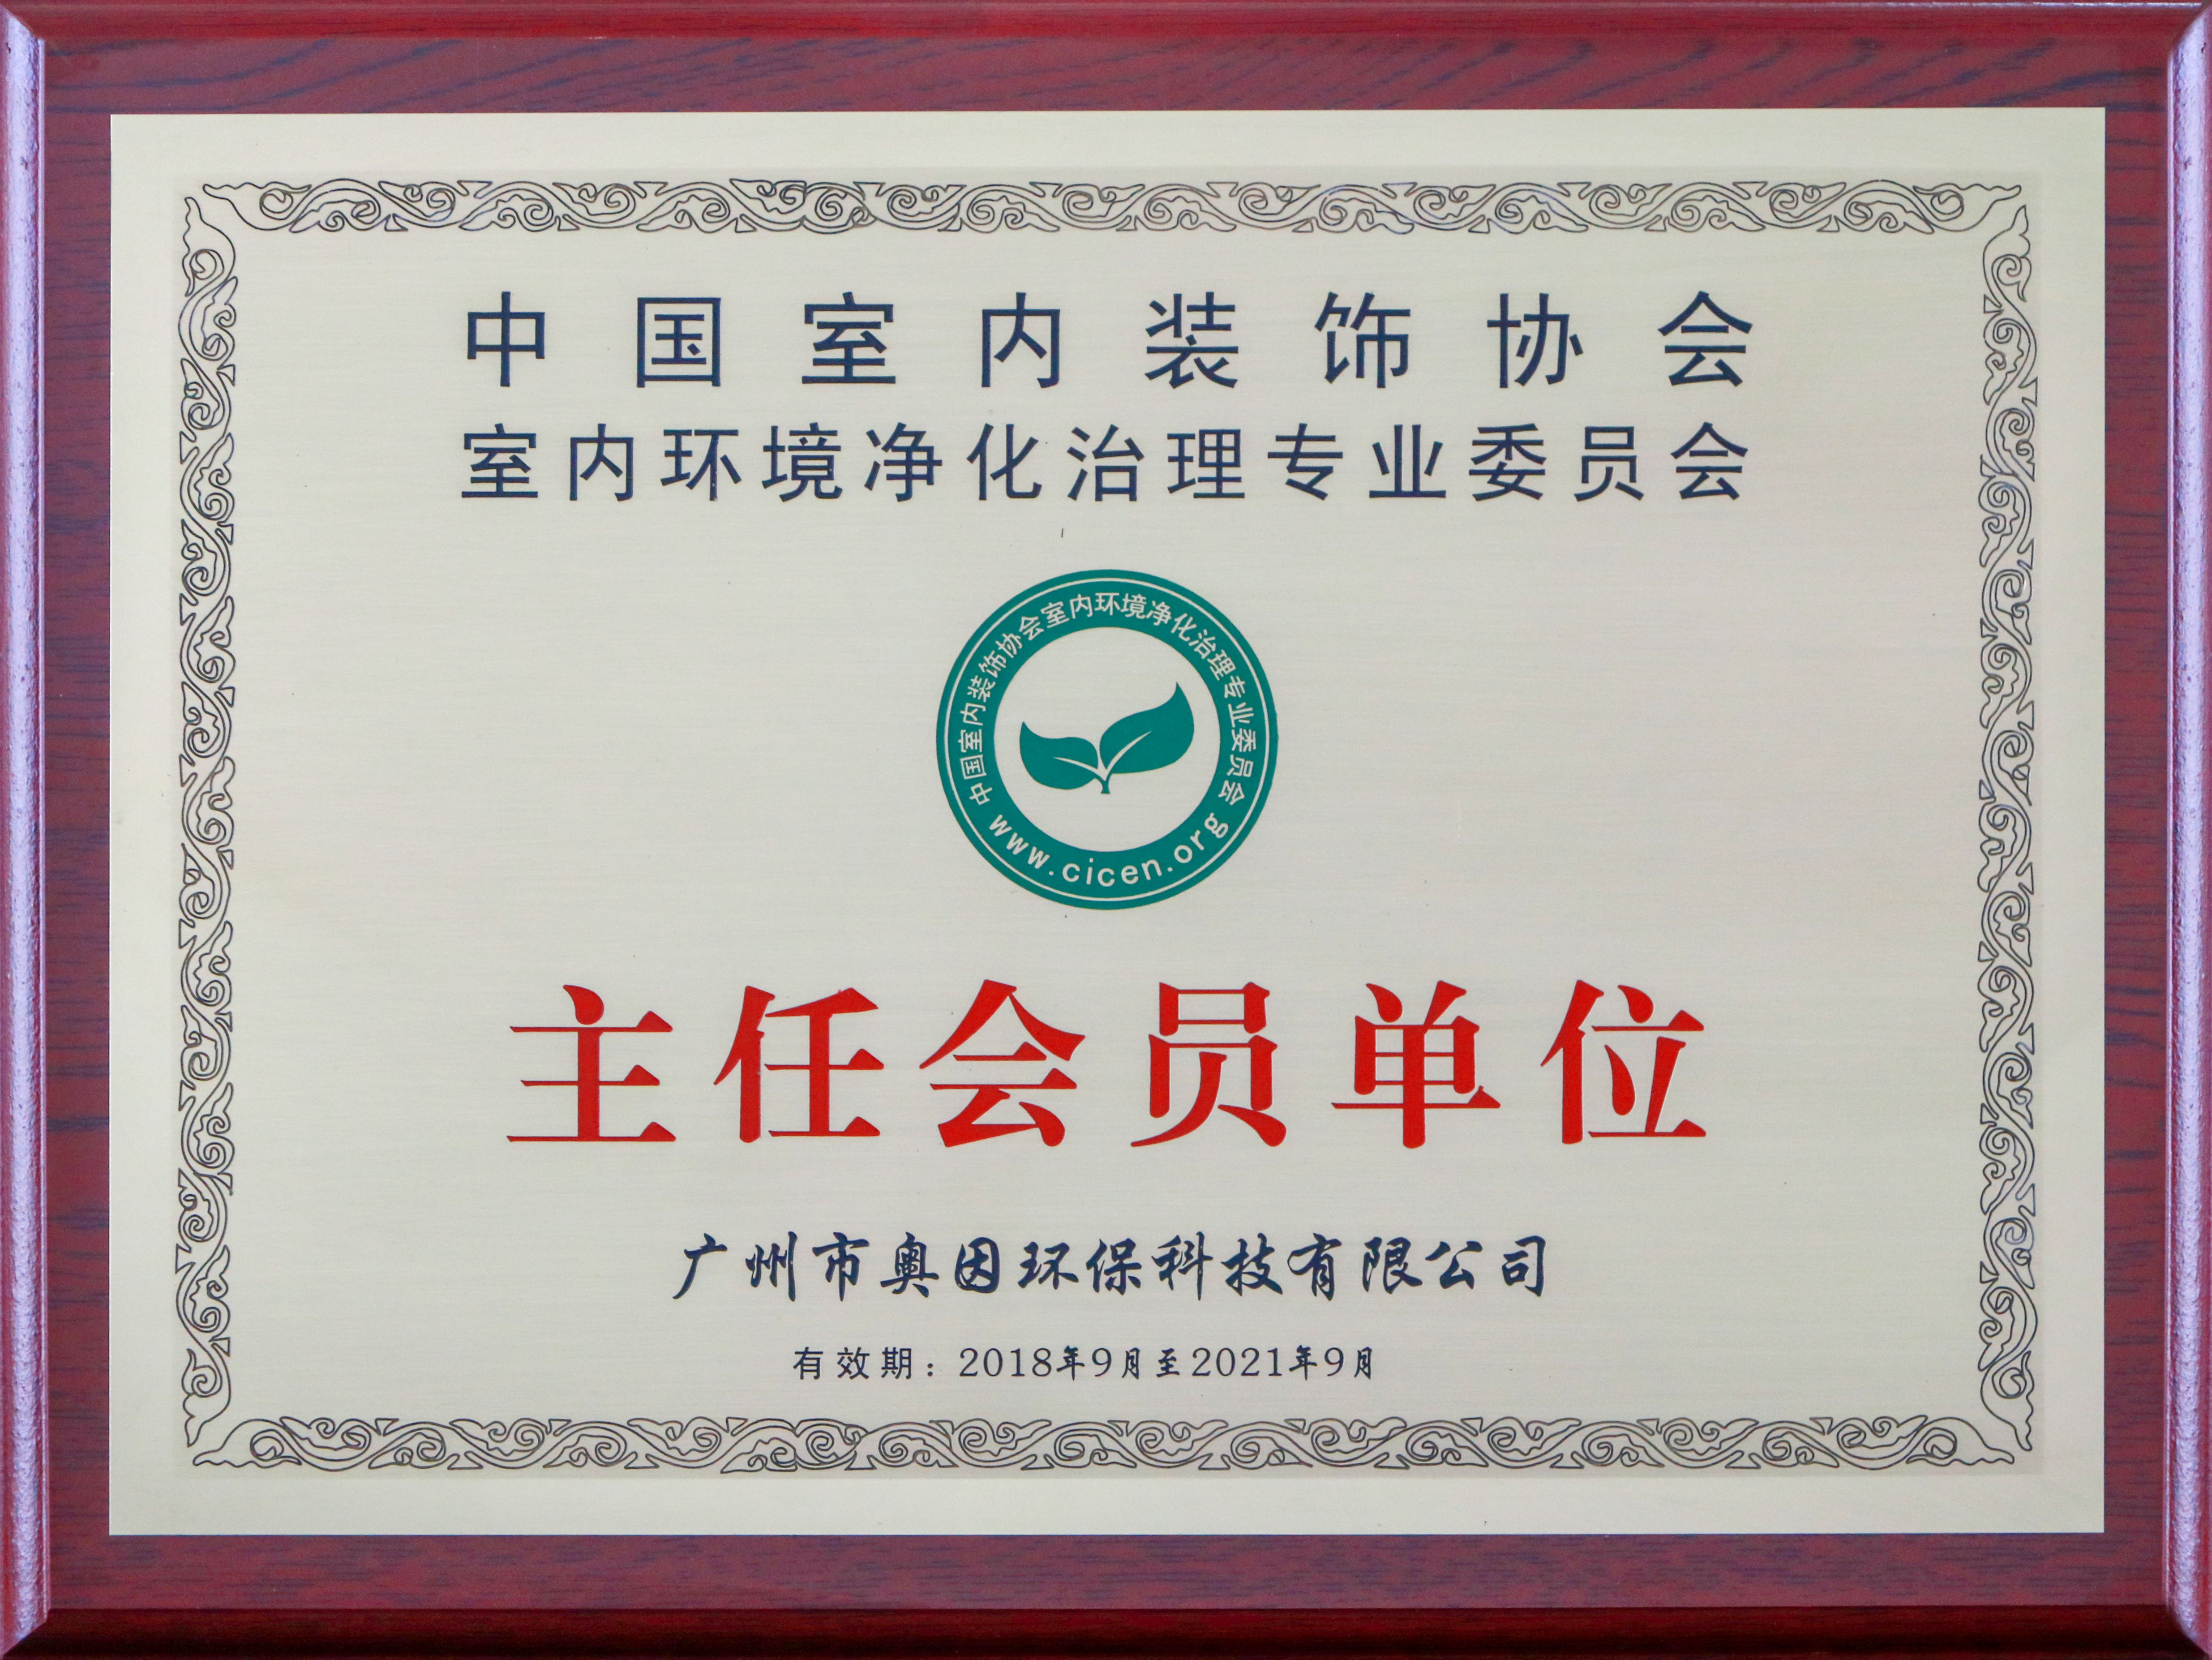 中国室内装饰协会
室内环境净化治理专业委员会
中国室内装饰协会室内环境净化治理专业委员会
www.cicen.org
主任会员单位
广州市奥因环保科技有限公司
有效期：2018年9月至2021年9月